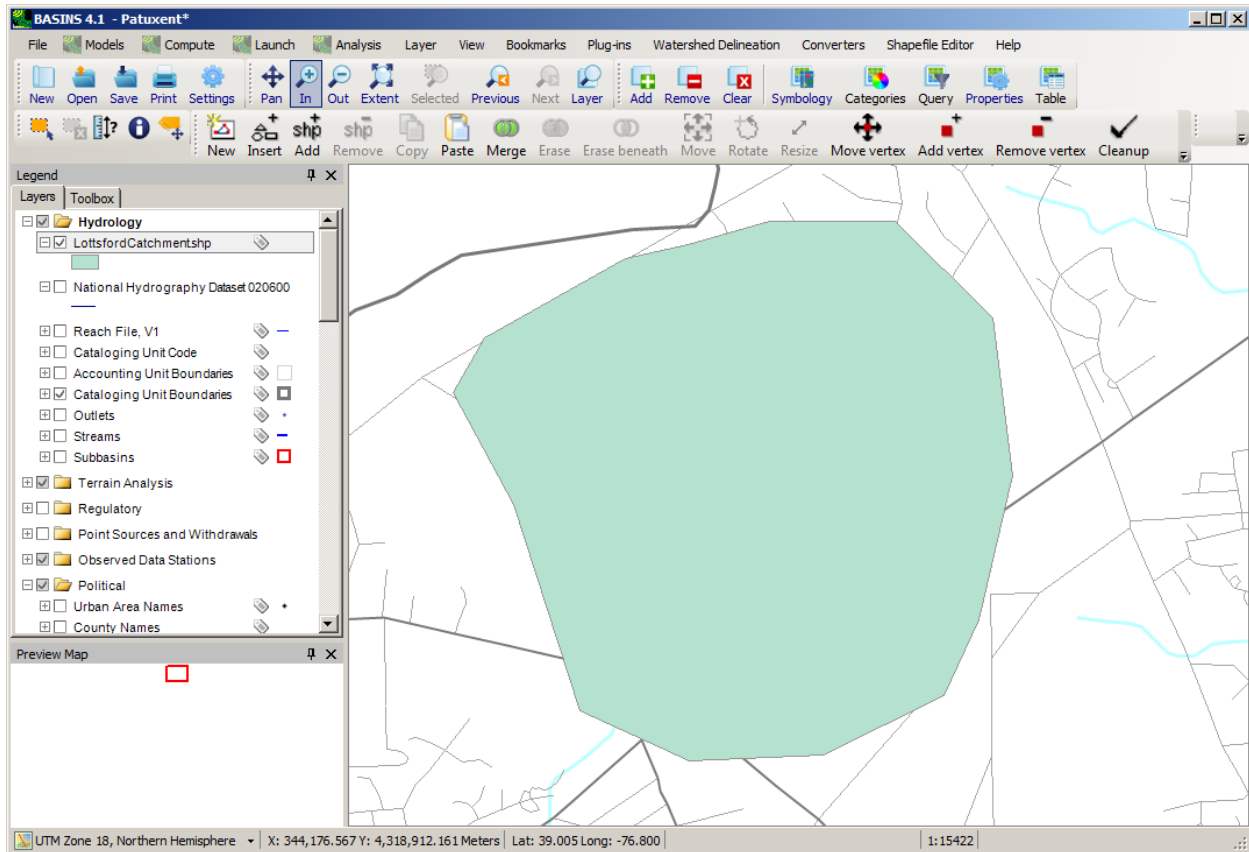 BASINS 4.1 - Patuxent*
File Models Compute Launch Analysis Layer View Bookmarks Plug-ins Watershed Delineation Converters Shapefile Editor Help
New Open Save Print Settings Pan In Out Extent Selected Previous Next Layer Add Remove Clear Symbology Categories Query Properties Table
shp shp
New Insert Add Remove Copy Paste Merge Erase Erase beneath Move Rotate Resize Move vertex Add vertex Remove vertex Cleanup
Legend
Layers Toolbox
Hydrology
LottsfordCatchment.shp
National Hydrography Dataset 020600
Reach File, V1
Cataloging Unit Code
Accounting Unit Boundaries
Cataloging Unit Boundaries
Outlets
Streams
Subbasins
Terrain Analysis
Regulatory
Point Sources and Withdrawals
Observed Data Stations
Political
Urban Area Names
County Names
Preview Map
UTM Zone 18, Northern Hemisphere X: 344,176.567 Y: 4,318,912.161 Meters Lat: 39.005 Long: -76.800 1:15422